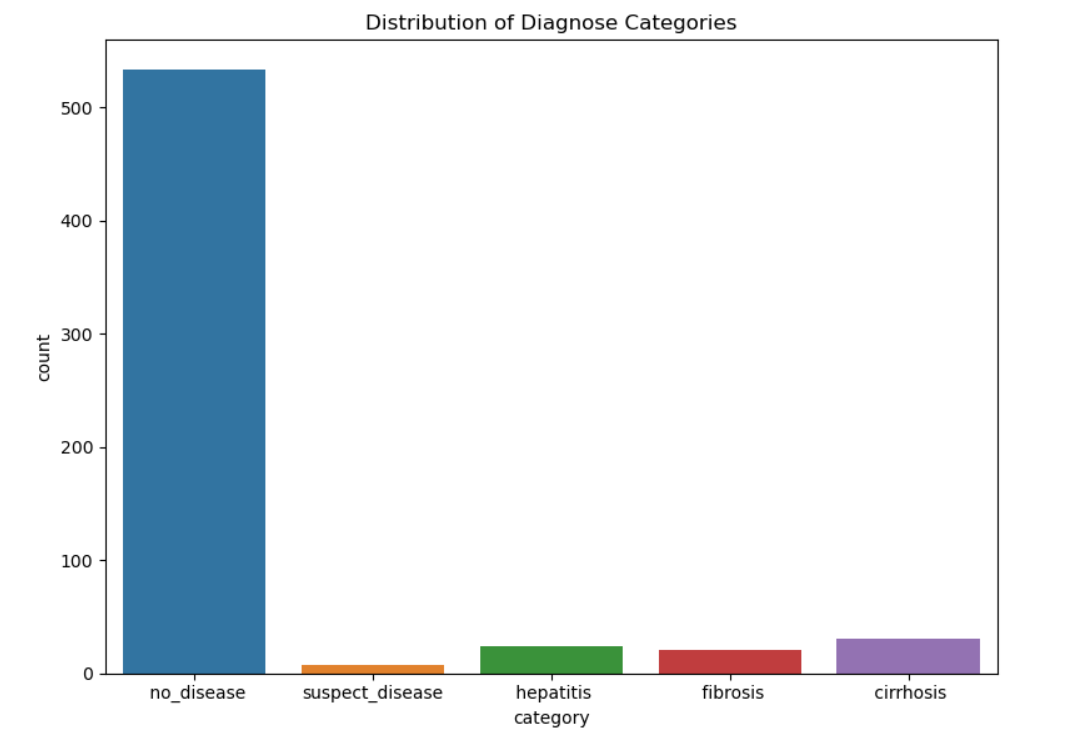 Distribution of Diagnose Categories
500
400
300
200
100
0
count
no_disease suspect_disease hepatitis fibrosis cirrhosis
category